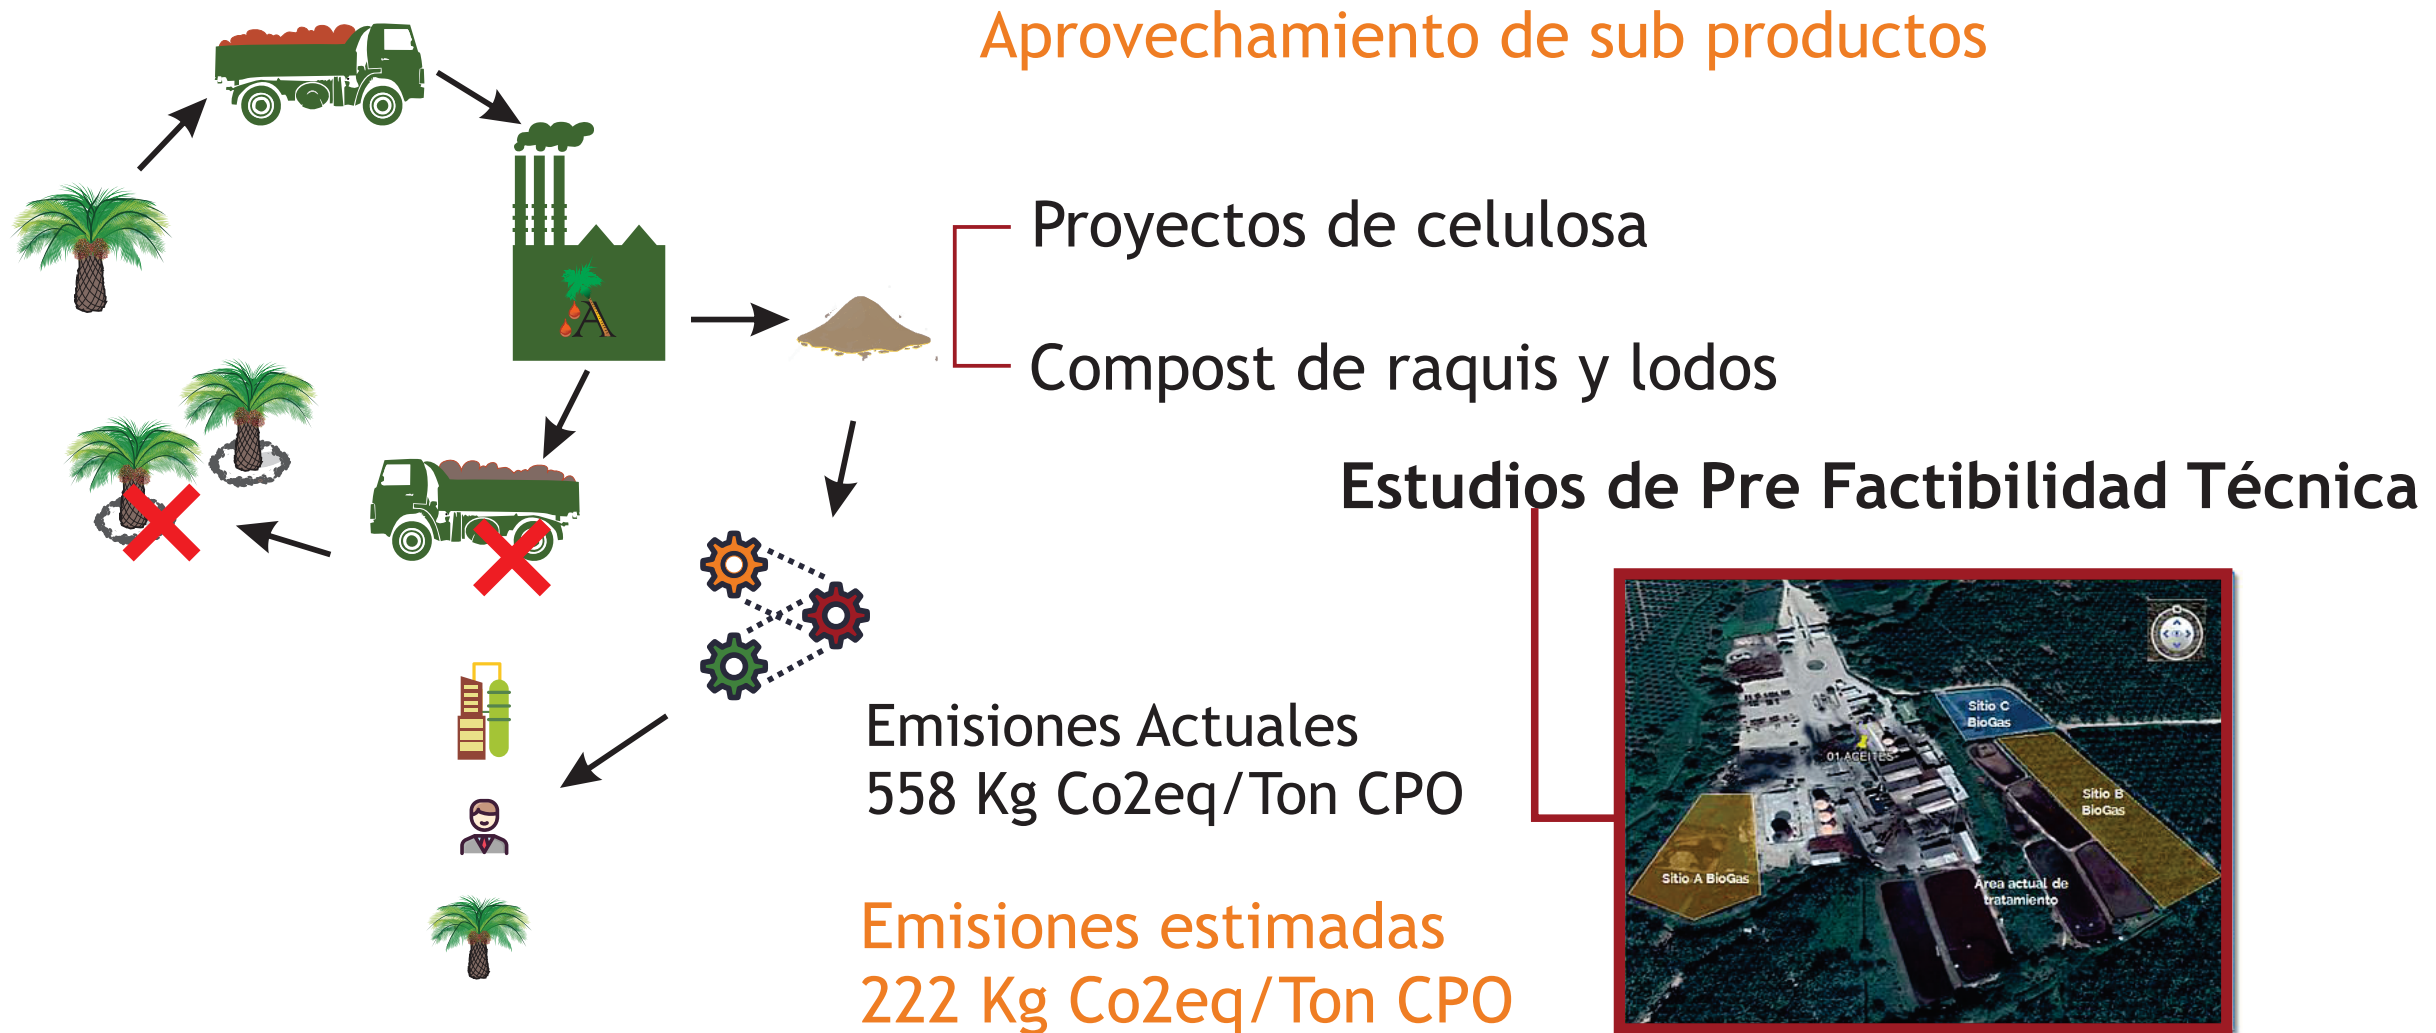 Aprovechamiento de sub productos
Proyectos de celulosa
Compost de raquis y lodos
Estudios de Pre Factibilidad Técnica
A
Emisiones Actuales
558 Kg Co2eq/Ton CPO
Emisiones estimadas
222 Kg Co2eq/Ton CPO
Sitio C
BioGas
01 ACEITES
Sitio B
BioGas
Sitio A BioGas
Área actual de
tratamiento